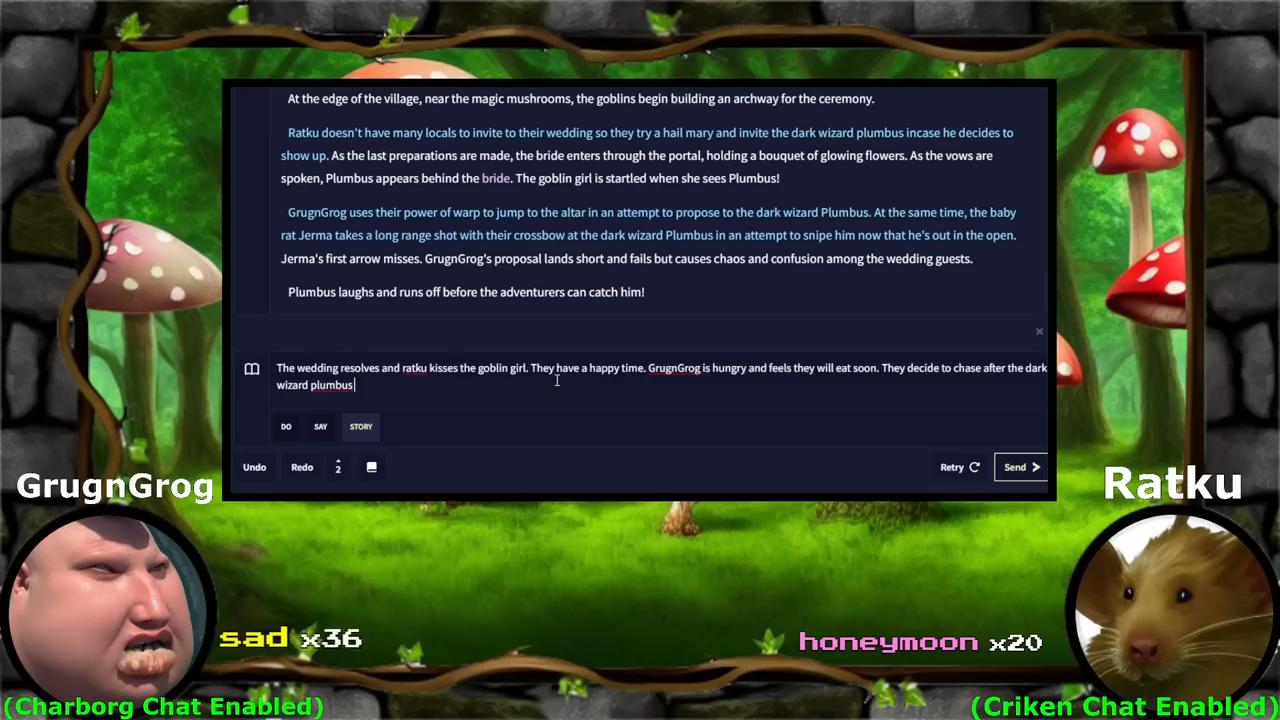 At the edge of the village, near the magic mushrooms, the goblins begin building an archway for the ceremony.
Ratku doesn't have many locals to invite to their wedding so they try a hail mary and invite the dark wizard plumbus incase he decides to
show up. As the last preparations are made, the bride enters through the portal, holding a bouquet of glowing flowers. As the vows are
spoken, Plumbus appears behind the bride. The goblin girl is startled when she sees Plumbus!
GrugnGrog uses their power of warp to jump to the altar in an attempt to propose to the dark wizard Plumbus. At the same time, the baby
rat Jerma takes a long range shot with their crossbow at the dark wizard Plumbus in an attempt to snipe him now that he's out in the open.
Jerma's first arrow misses. GrugnGrog's proposal lands short and fails but causes chaos and confusion among the wedding guests.
Plumbus laughs and runs off before the adventurers can catch him!
The wedding resolves and ratku kisses the goblin girl. They have a happy time. GrugnGrog is hungry and feels they will eat soon. They decide to chase after the dark
wizard plumbus
DO SAY STORY
Undo Redo 2 Retry Send
GrugnGrog
Ratku
sad x36
honeymoon x20
(Charborg Chat Enabled)
(Criken Chat Enabled)